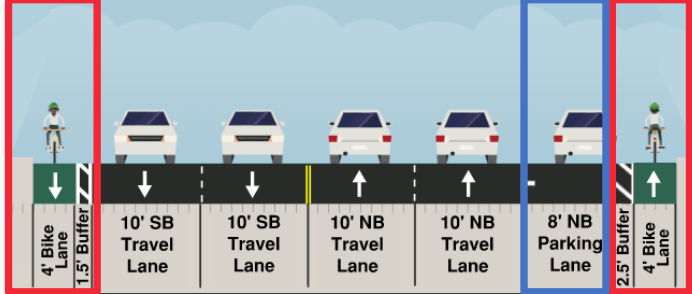 4' Bike
Lane
1.5' Buffer
10' SB
Travel
Lane
10' SB
Travel
Lane
10' NB
Travel
Lane
10' NB
Travel
Lane
8' NB
Parking
Lane
2.5' Buffer
4' Bike
Lane